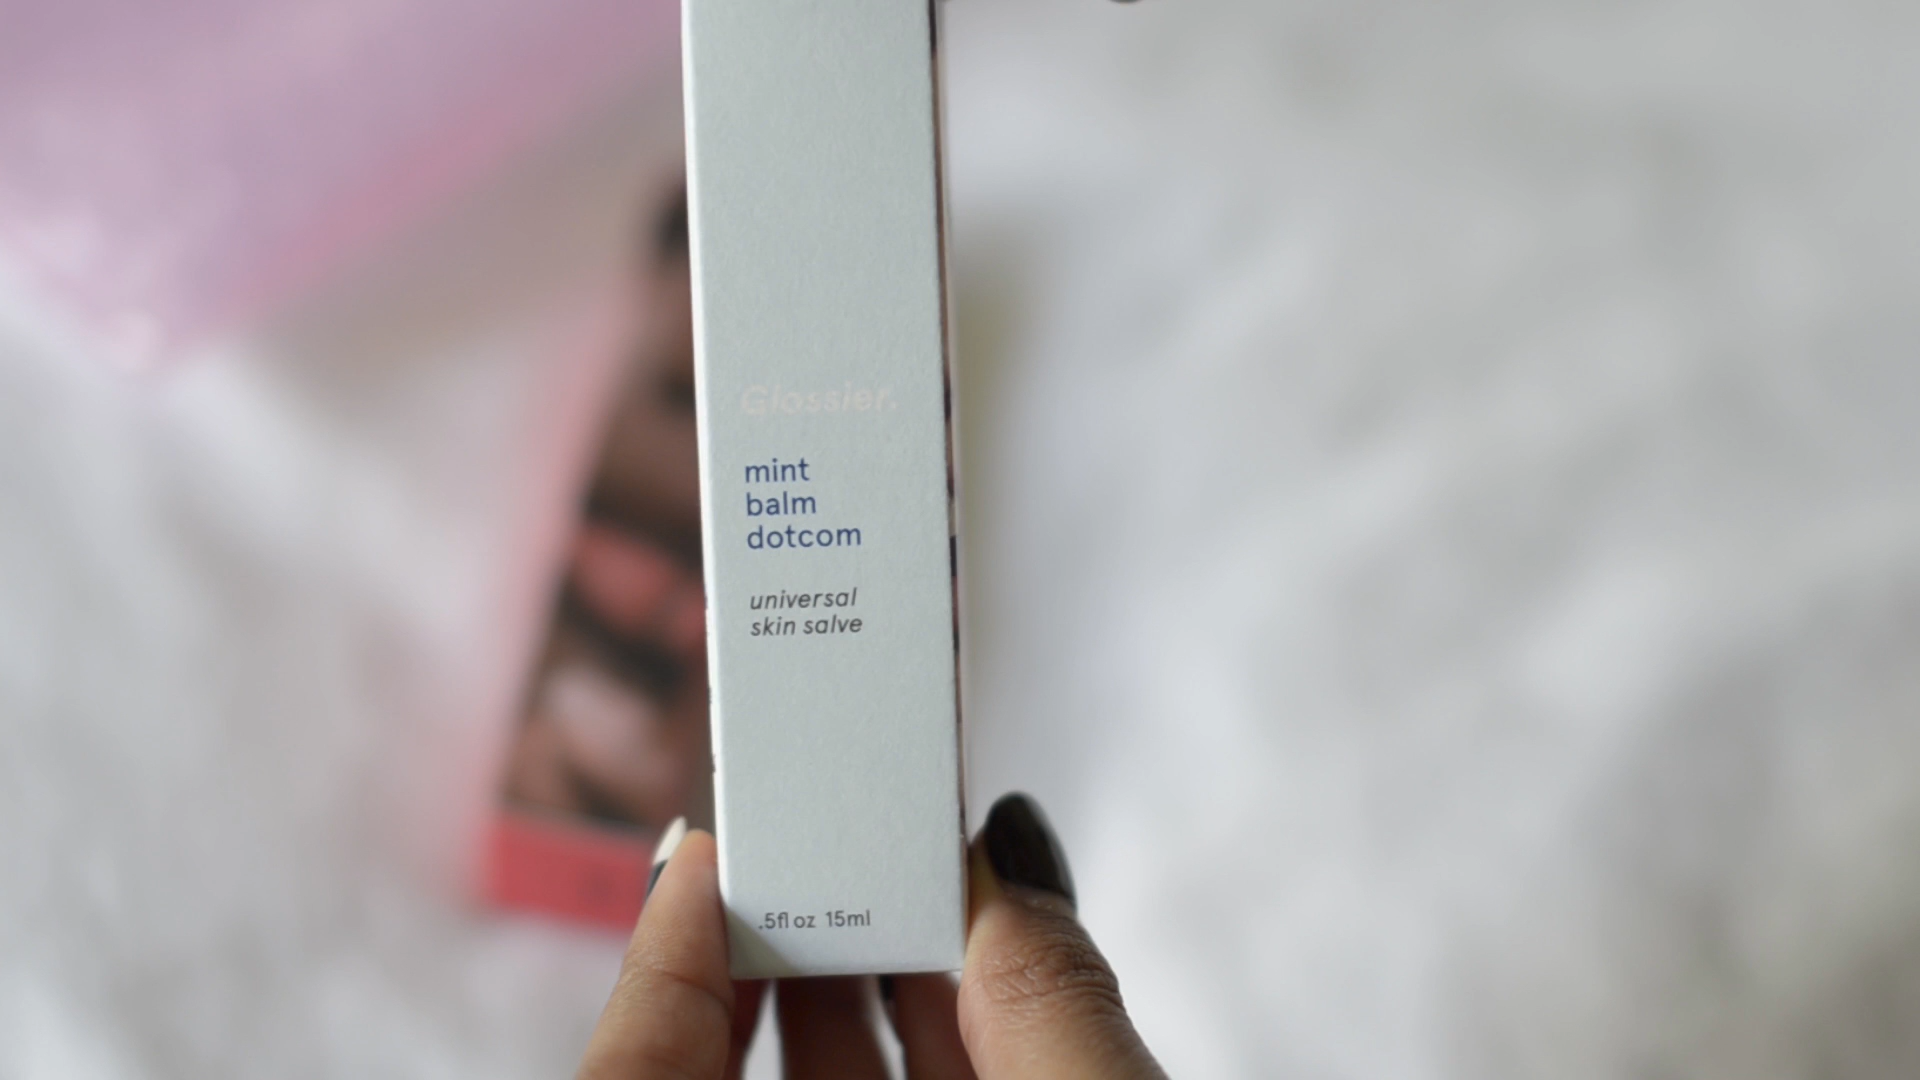 Glossier.
mint
balm
dotcom
universal
skin salve
.5fl oz 15ml